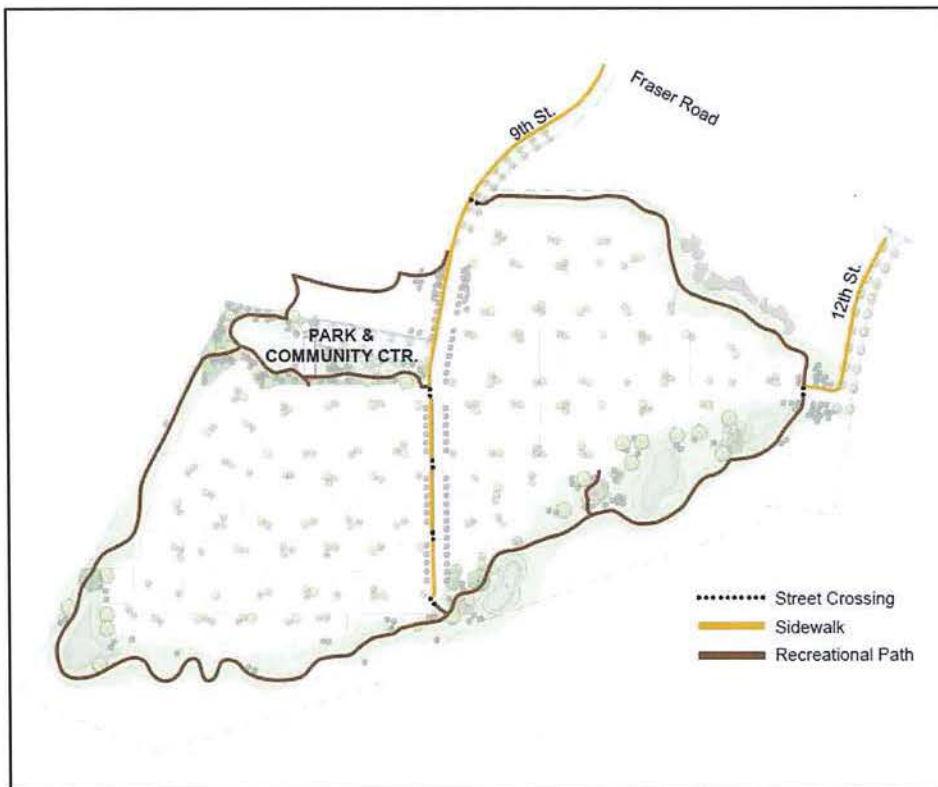 Fraser Road
9th St.
12th St.
PARK &
COMMUNITY CTR.
Street Crossing
Sidewalk
Recreational Path